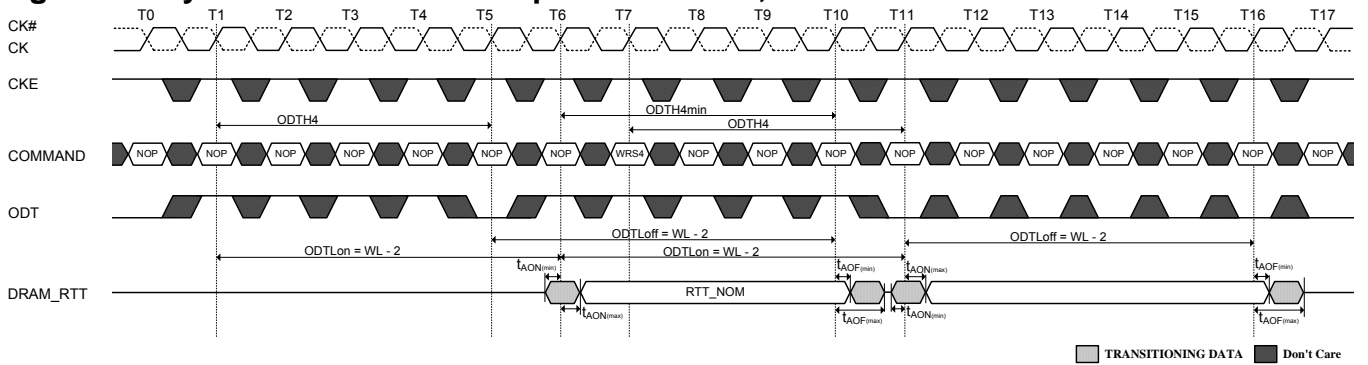 T0 T1 T2 T3 T4 T5 T6 T7 T8 T9 T10 T11 T12 T13 T14 T15 T16 T17
CK#
CK
CKE
ODTH4min
ODTH4
ODTH4
COMMAND
NOP NOP NOP NOP NOP NOP NOP WRS4 NOP NOP NOP NOP NOP NOP NOP NOP NOP NOP
ODT
ODTLoff = WL - 2
ODTLoff = WL - 2
ODTLon = WL - 2
ODTLon = WL - 2
tAON(min)
tAOF(min)
tAON(max)
tAOF(min)
DRAM_RTT
RTT_NOM
tAON(max)
tAOF(max)
tAON(min)
tAOF(max)
TRANSITIONING DATA
Don't Care